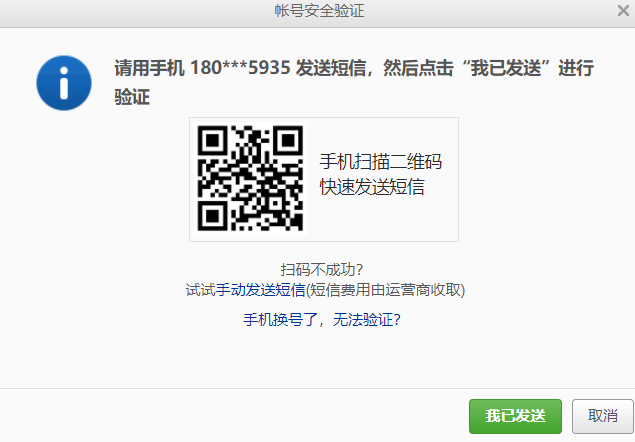 帐号安全验证
请用手机 180***5935 发送短信，然后点击“我已发送”进行
验证
手机扫描二维码
快速发送短信
扫码不成功？
试试手动发送短信(短信费用由运营商收取)
手机换号了，无法验证？
我已发送
取消